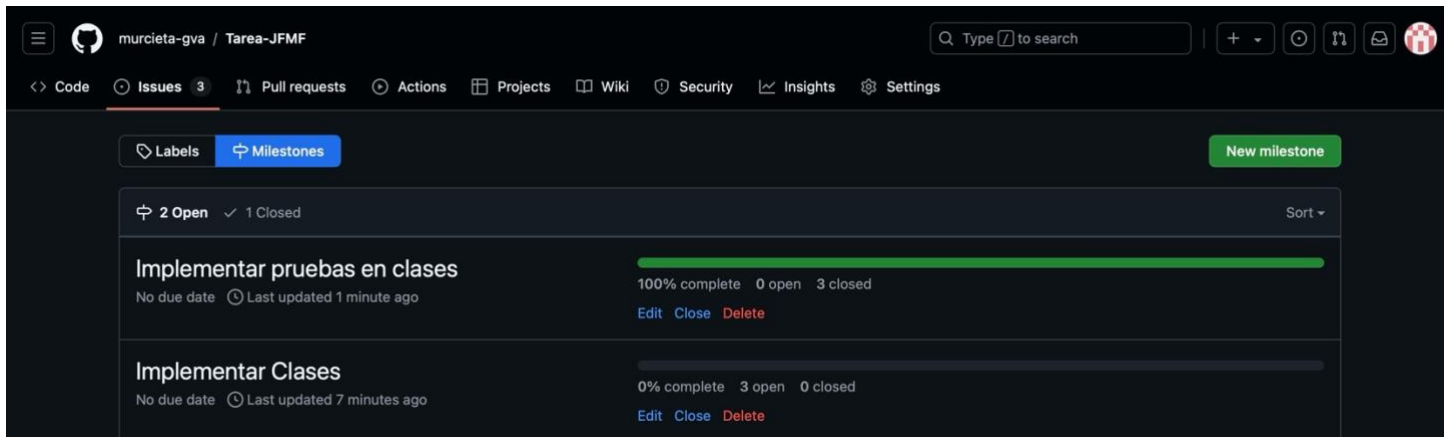 murcieta-gva / Tarea-JFMF
Type / to search
Code Issues 3 Pull requests Actions Projects Wiki Security Insights Settings
Labels Milestones New milestone
2 Open 1 Closed Sort
Implementar pruebas en clases
No due date Last updated 1 minute ago
100% complete 0 open 3 closed
Edit Close Delete
Implementar Clases
No due date Last updated 7 minutes ago
0% complete 3 open 0 closed
Edit Close Delete